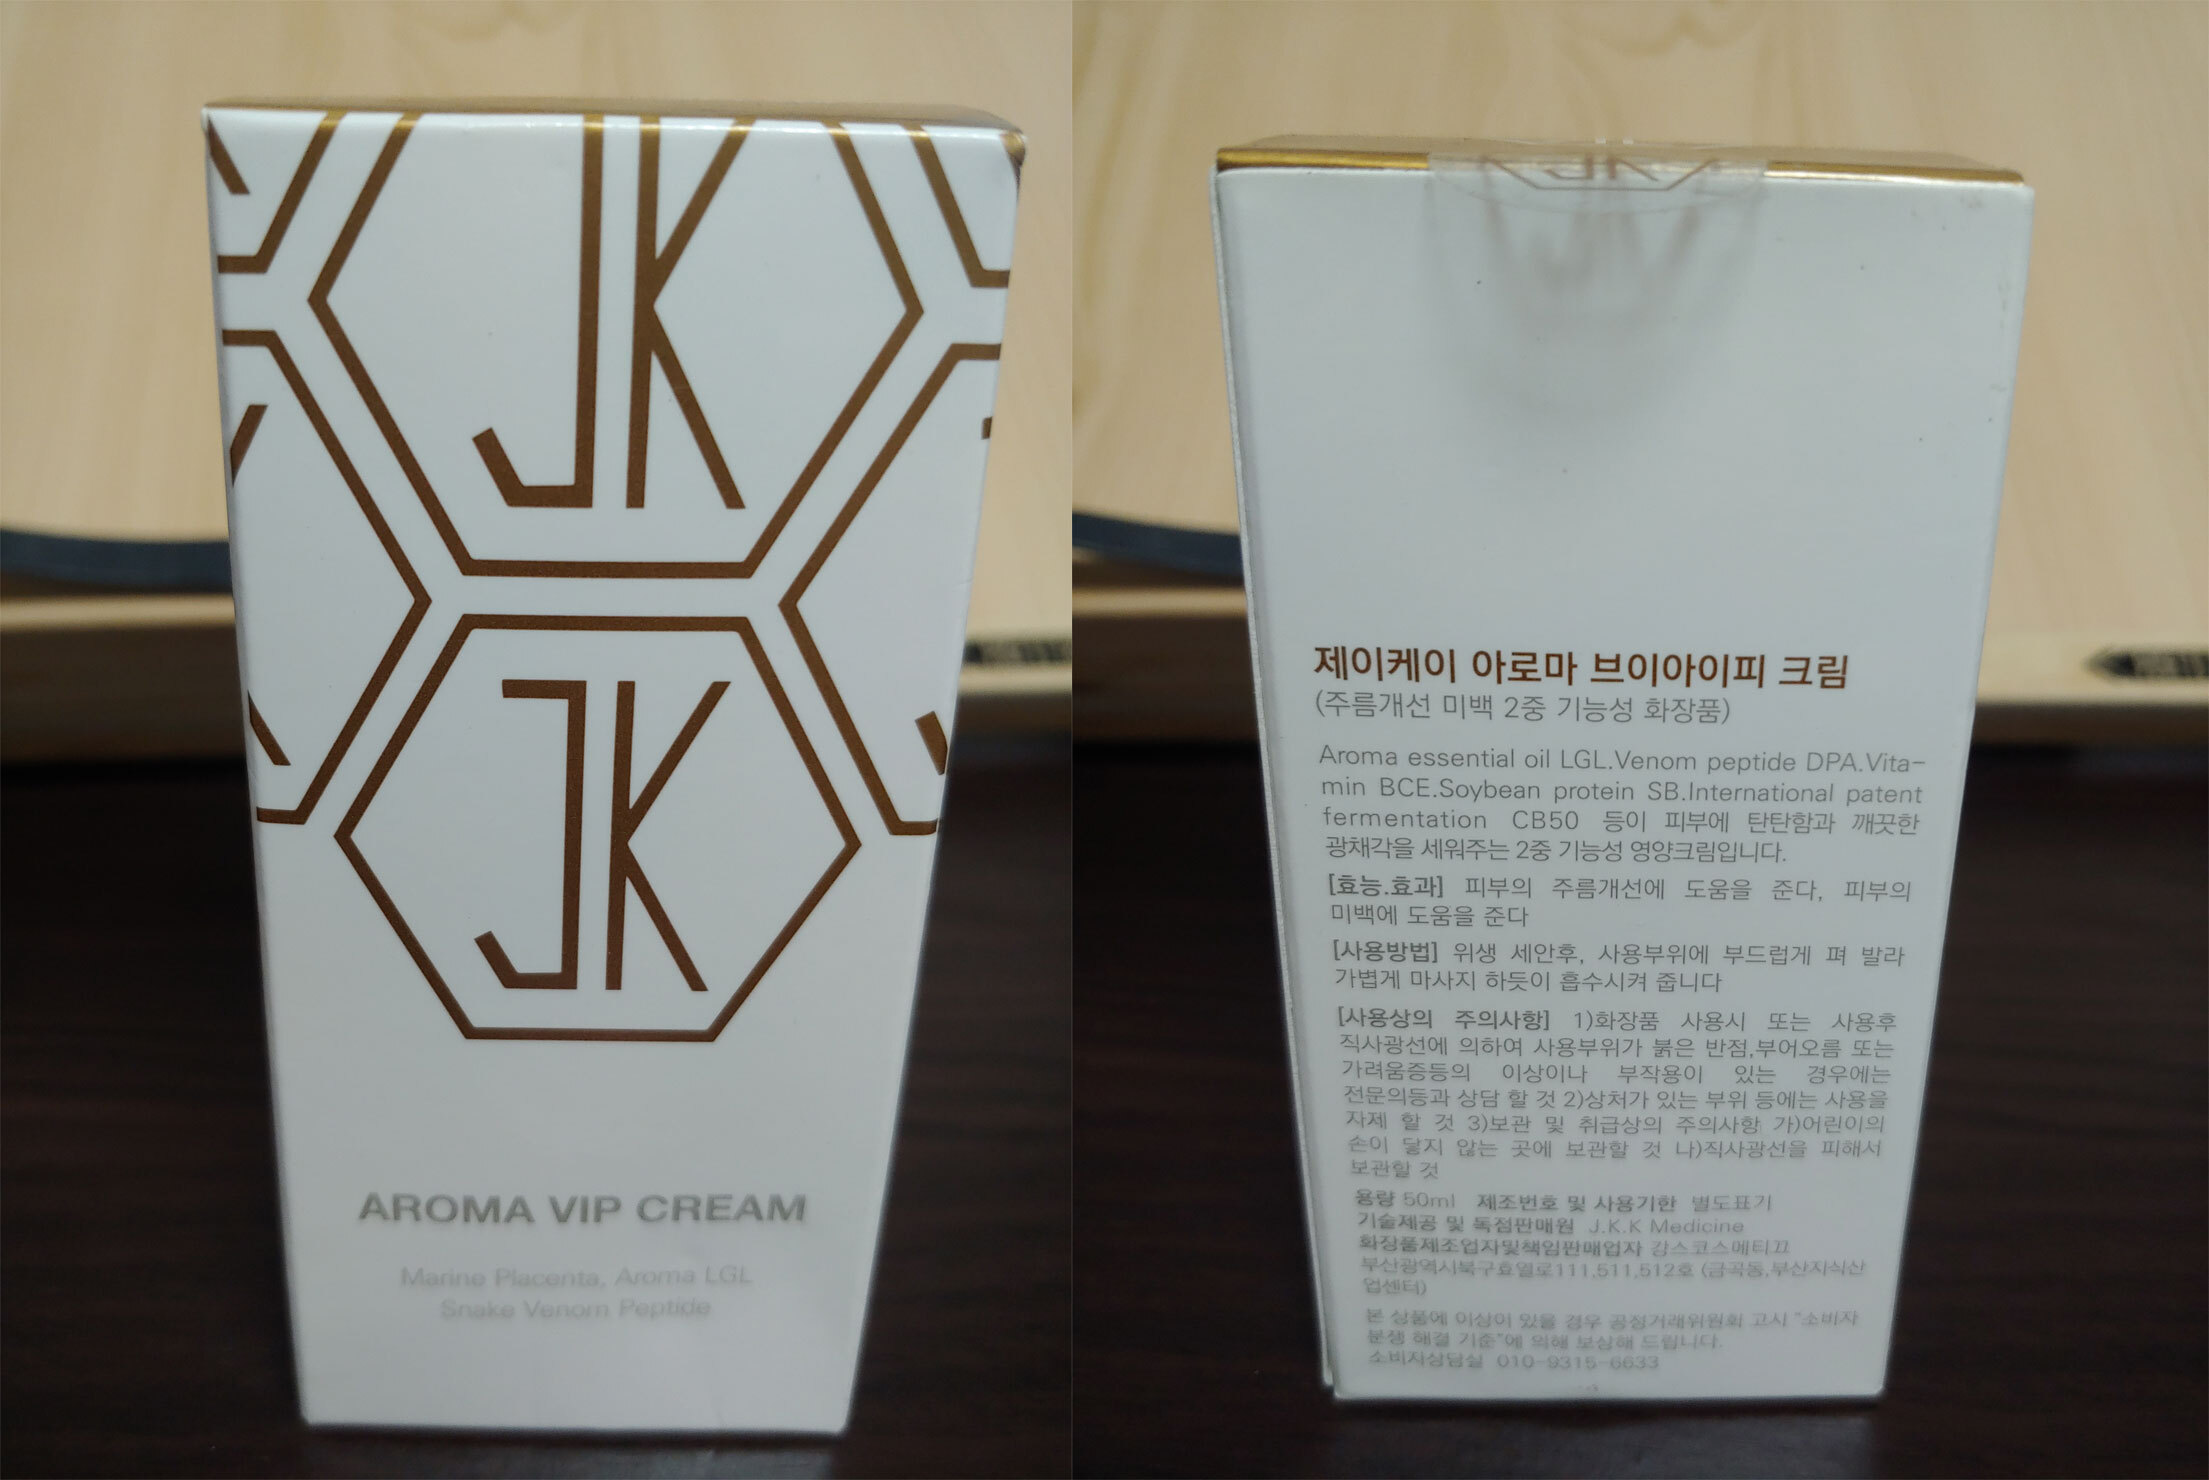 JK
JK
AROMA VIP CREAM
Marine Placenta, Aroma LGL
Snake Venom Peptide
제이케이 아로마 브이아이피 크림
(주름개선 미백 2중 기능성 화장품)
Aroma essential oil LGL.Venom peptide DPA.Vita-
min BCE.Soybean protein SB.International patent
fermentation CB50 등이 피부에 탄탄함과 깨끗한
광채각을 세워주는 2중 기능성 영양크림입니다.
[효능.효과] 피부의 주름개선에 도움을 준다, 피부의
미백에 도움을 준다
[사용방법] 위생 세안후, 사용부위에 부드럽게 펴 발라
가볍게 마사지 하듯이 흡수시켜 줍니다
[사용상의 주의사항] 1)화장품 사용시 또는 사용후
직사광선에 의하여 사용부위가 붉은 반점,부어오름 또는
가려움증등의 이상이나 부작용이 있는 경우에는
전문의등과 상담 할 것 2)상처가 있는 부위 등에는 사용을
자제 할 것 3)보관 및 취급상의 주의사항 가)어린이의
손이 닿지 않는 곳에 보관할 것 나)직사광선을 피해서
보관할 것
용량 50ml 제조번호 및 사용기한 별도표기
기술제공 및 독점판매원 J.K.K Medicine
화장품제조업자및책임판매업자 강스코스메티끄
부산광역시북구효열로111,511,512호 (금곡동,부산지식산
업센터)
본 상품에 이상이 있을 경우 공정거래위원회 고시 "소비자
분쟁 해결 기준"에 의해 보상해 드립니다.
소비자상담실 010-9315-6633